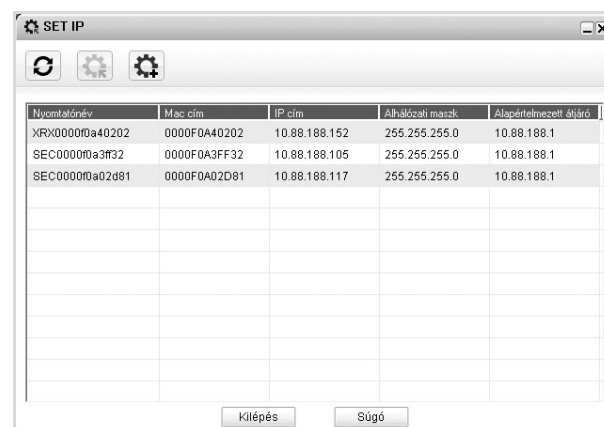 SET IP
Nyomtatónév Mac cím IP cím Alhálózati maszk Alapértelmezett átjáró
XRX0000f0a40202 0000F0A40202 10.88.188.152 255.255.255.0 10.88.188.1
SEC0000f0a3ff32 0000F0A3FF32 10.88.188.105 255.255.255.0 10.88.188.1
SEC0000f0a02d81 0000F0A02D81 10.88.188.117 255.255.255.0 10.88.188.1
Kilépés Súgó